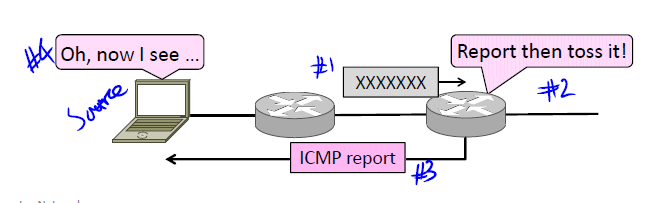 #4 Oh, now I see ...
#1
Report then toss it!
XXXXXXX
#2
Source
ICMP report
#3